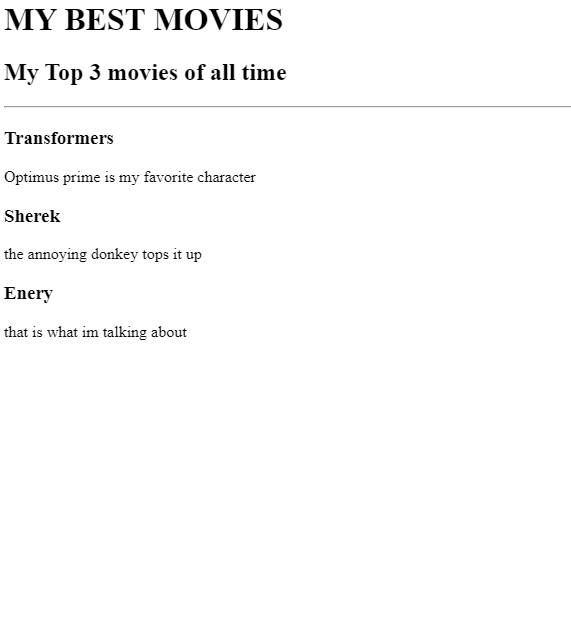 MY BEST MOVIES
My Top 3 movies of all time
Transformers
Optimus prime is my favorite character
Sherek
the annoying donkey tops it up
Enery
that is what im talking about